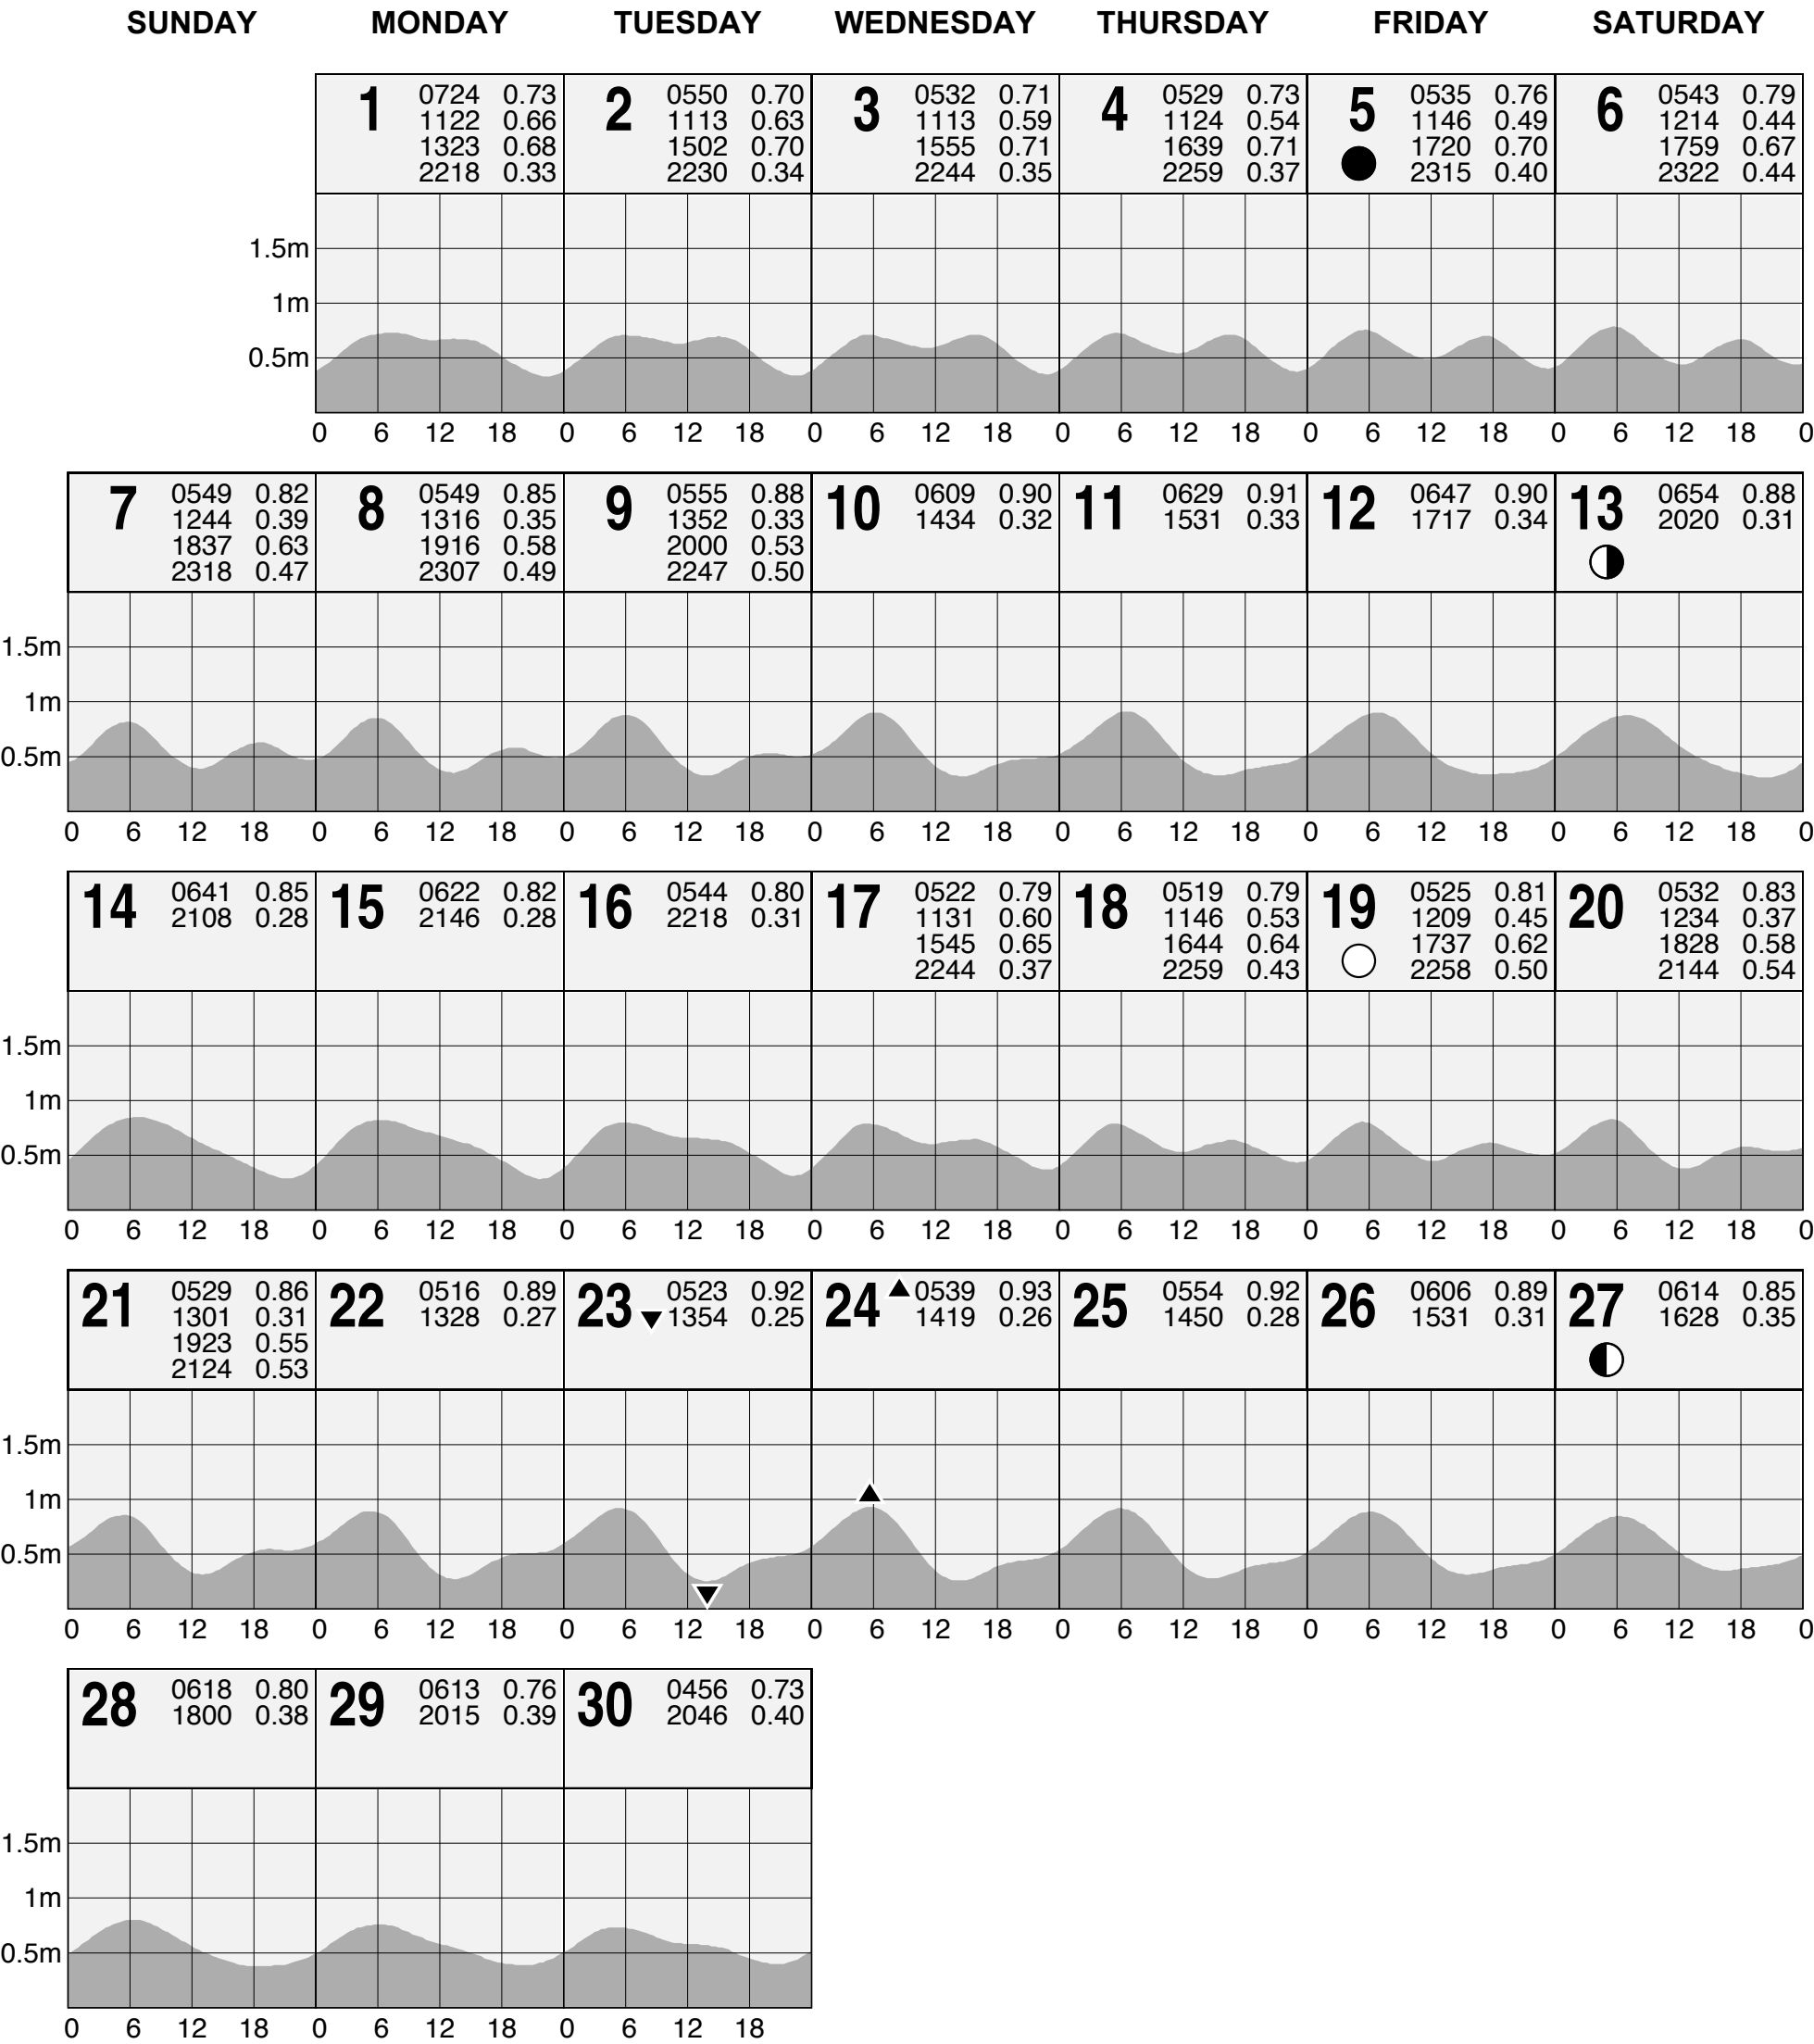 SUNDAY MONDAY TUESDAY WEDNESDAY THURSDAY FRIDAY SATURDAY
1 0724 0.73 2 0550 0.70 3 0532 0.71 4 0529 0.73 5 0535 0.76 6 0543 0.79
1122 0.66 1113 0.63 1113 0.59 1124 0.54 1146 0.49 1214 0.44
1323 0.68 1502 0.70 1555 0.71 1639 0.71 1720 0.70 1759 0.67
2218 0.33 2230 0.34 2244 0.35 2259 0.37 2315 0.40 2322 0.44
1.5m
1m
0.5m
0 6 12 18 0 6 12 18 0 6 12 18 0 6 12 18 0 6 12 18 0 6 12 18 0
7 0549 0.82 8 0549 0.85 9 0555 0.88 10 0609 0.90 11 0629 0.91 12 0647 0.90 13 0654 0.88
1244 0.39 1316 0.35 1352 0.33 1434 0.32 1531 0.33 1717 0.34 2020 0.31
1837 0.63 1916 0.58 2000 0.53
2318 0.47 2307 0.49 2247 0.50
1.5m
1m
0.5m
0 6 12 18 0 6 12 18 0 6 12 18 0 6 12 18 0 6 12 18 0 6 12 18 0 6 12 18 0
14 0641 0.85 15 0622 0.82 16 0544 0.80 17 0522 0.79 18 0519 0.79 19 0525 0.81 20 0532 0.83
2108 0.28 2146 0.28 2218 0.31 1131 0.60 1146 0.53 1209 0.45 1234 0.37
1545 0.65 1644 0.64 1737 0.62 1828 0.58
2244 0.37 2259 0.43 2258 0.50 2144 0.54
1.5m
1m
0.5m
0 6 12 18 0 6 12 18 0 6 12 18 0 6 12 18 0 6 12 18 0 6 12 18 0 6 12 18 0
21 0529 0.86 22 0516 0.89 23 0523 0.92 24 0539 0.93 25 0554 0.92 26 0606 0.89 27 0614 0.85
1301 0.31 1328 0.27 1354 0.25 1419 0.26 1450 0.28 1531 0.31 1628 0.35
1923 0.55
2124 0.53
1.5m
1m
0.5m
0 6 12 18 0 6 12 18 0 6 12 18 0 6 12 18 0 6 12 18 0 6 12 18 0 6 12 18 0
28 0618 0.80 29 0613 0.76 30 0456 0.73
1800 0.38 2015 0.39 2046 0.40
1.5m
1m
0.5m
0 6 12 18 0 6 12 18 0 6 12 18